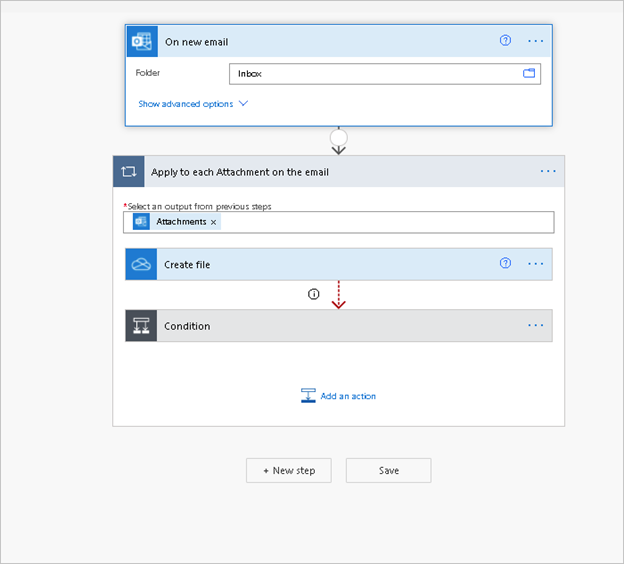 On new email
Folder
Inbox
Show advanced options
Apply to each Attachment on the email
*Select an output from previous steps
Attachments ×
Create file
Condition
Add an action
+ New step
Save